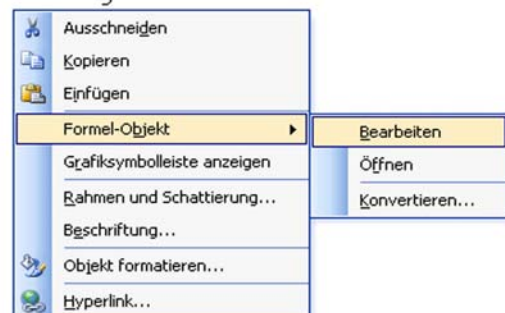 Ausschneiden
Kopieren
Einfügen
Formel-Objekt
Bearbeiten
Grafiksymbolleiste anzeigen
Öffnen
Rahmen und Schattierung...
Konvertieren...
Beschriftung...
Objekt formatieren...
Hyperlink...